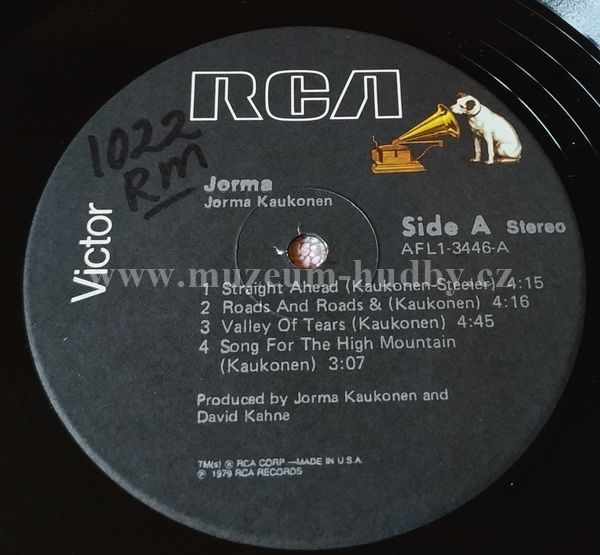 RCA
1022
RM
Victor
Jorma
Jorma Kaukonen
Side A Stereo
AFL1-3446-A
www.muzeum-hudby.cz
1 Straight Ahead (Kaukonen-Steeler) 4:15
2 Roads And Roads & (Kaukonen) 4:16
3 Valley Of Tears (Kaukonen) 4:45
4 Song For The High Mountain
(Kaukonen) 3:07
Produced by Jorma Kaukonen and
David Kahne
TM(s) ® RCA CORP —MADE IN U.S.A.
℗ 1979 RCA RECORDS